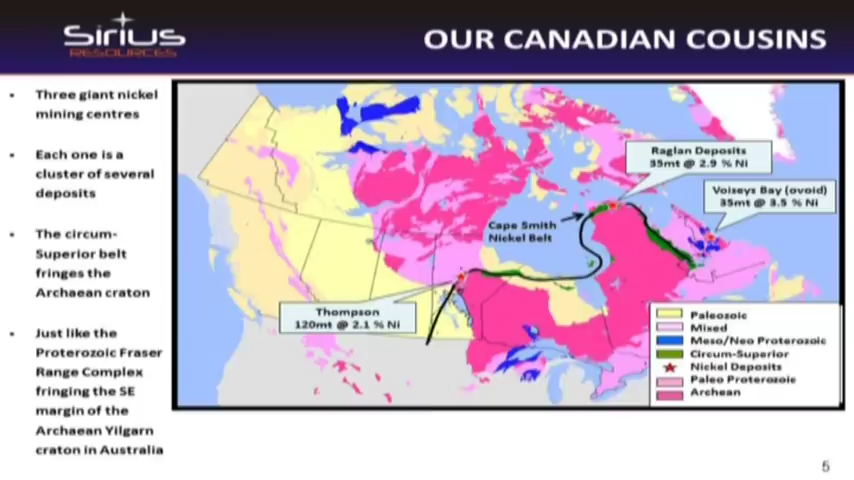 Sirius
RESOURCES
OUR CANADIAN COUSINS
Three giant nickel
mining centres
Each one is a
cluster of several
deposits
The circum-
Superior belt
fringes the
Archaean craton
Just like the
Proterozoic Fraser
Range Complex
fringing the SE
margin of the
Archaean Yilgarn
craton in Australia
Raglan Deposits
35mt @ 2.9 % Ni
Voiseys Bay (ovoid)
35mt @ 3.5 % Ni
Cape Smith
Nickel Belt
Thompson
120mt @ 2.1 % Ni
Paleozoic
Mixed
Meso/Neo Proterozoic
Circum-Superior
Nickel Deposits
Paleo Proterozoic
Archean
5